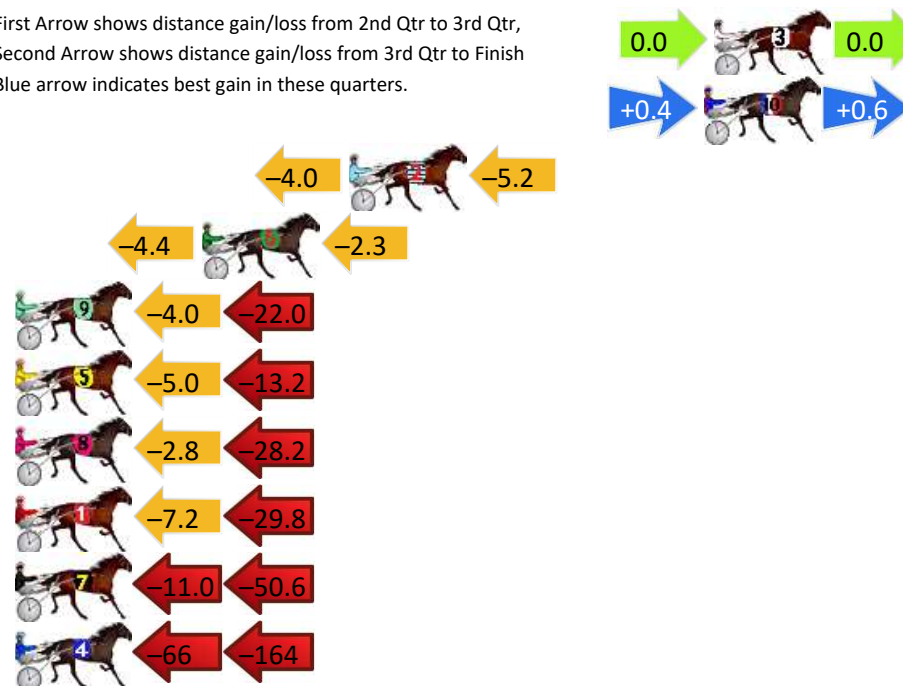 First Arrow shows distance gain/loss from 2nd Qtr to 3rd Qtr,
Second Arrow shows distance gain/loss from 3rd Qtr to Finish
Blue arrow indicates best gain in these quarters.
0.0 3 0.0
+0.4 10 +0.6
–4.0 2 –5.2
–4.4 6 –2.3
9 –4.0 –22.0
5 –5.0 –13.2
8 –2.8 –28.2
1 –7.2 –29.8
7 –11.0 –50.6
4 –66 –164